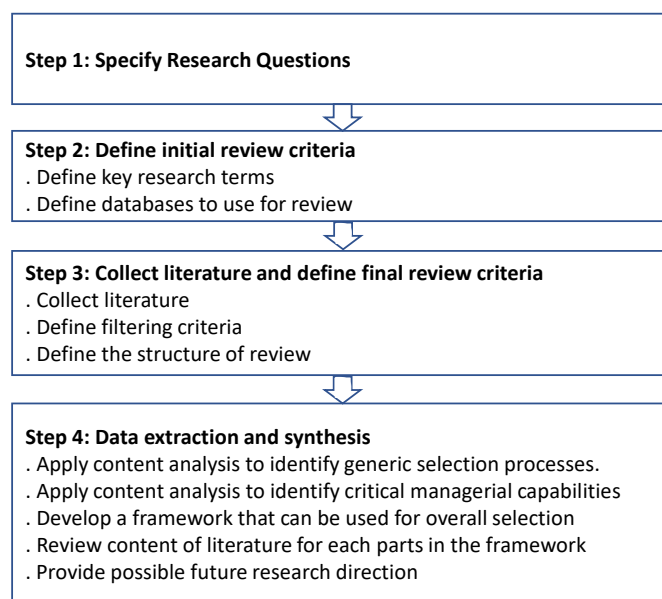 Step 1: Specify Research Questions
Step 2: Define initial review criteria
. Define key research terms
. Define databases to use for review
Step 3: Collect literature and define final review criteria
. Collect literature
. Define filtering criteria
. Define the structure of review
Step 4: Data extraction and synthesis
. Apply content analysis to identify generic selection processes.
. Apply content analysis to identify critical managerial capabilities
. Develop a framework that can be used for overall selection
. Review content of literature for each parts in the framework
. Provide possible future research direction